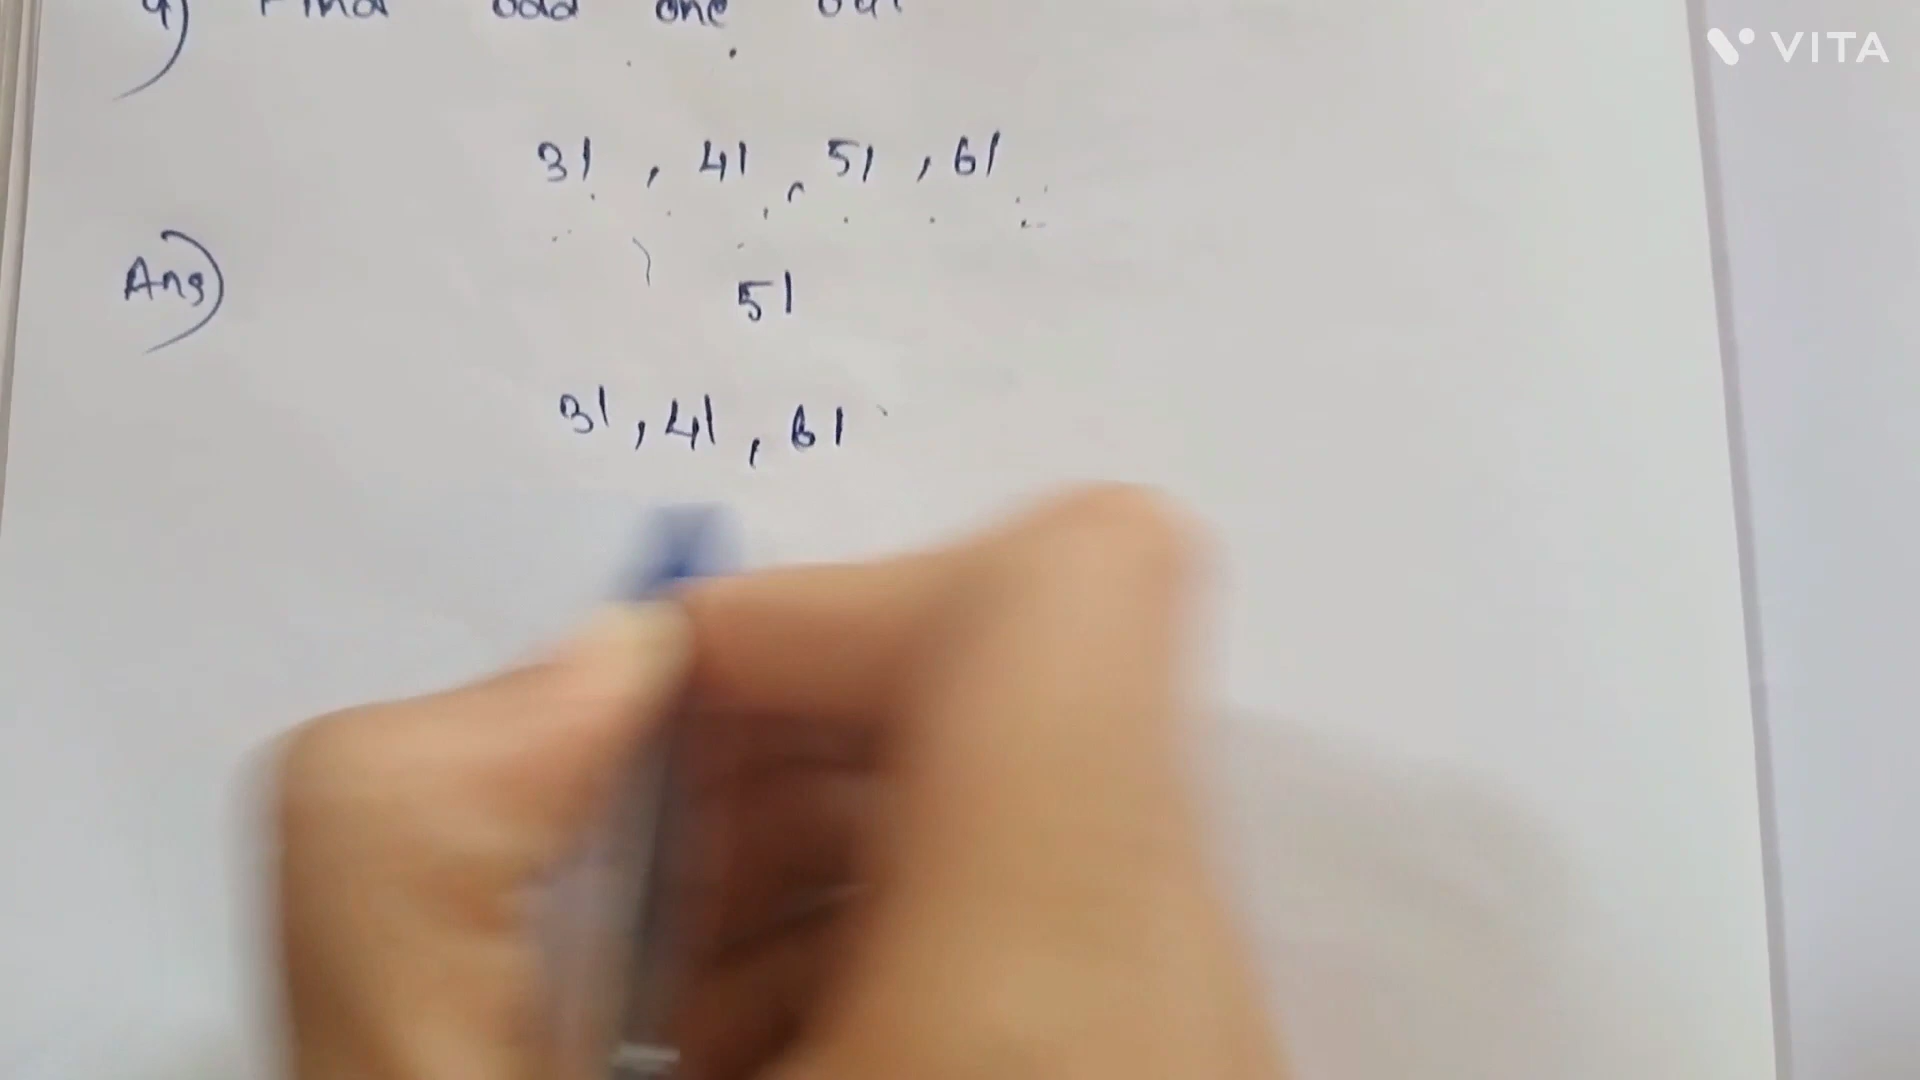 VITA
4) Find odd one out
31 , 41 , 51 , 61
Ans) 51
31 , 41 , 61